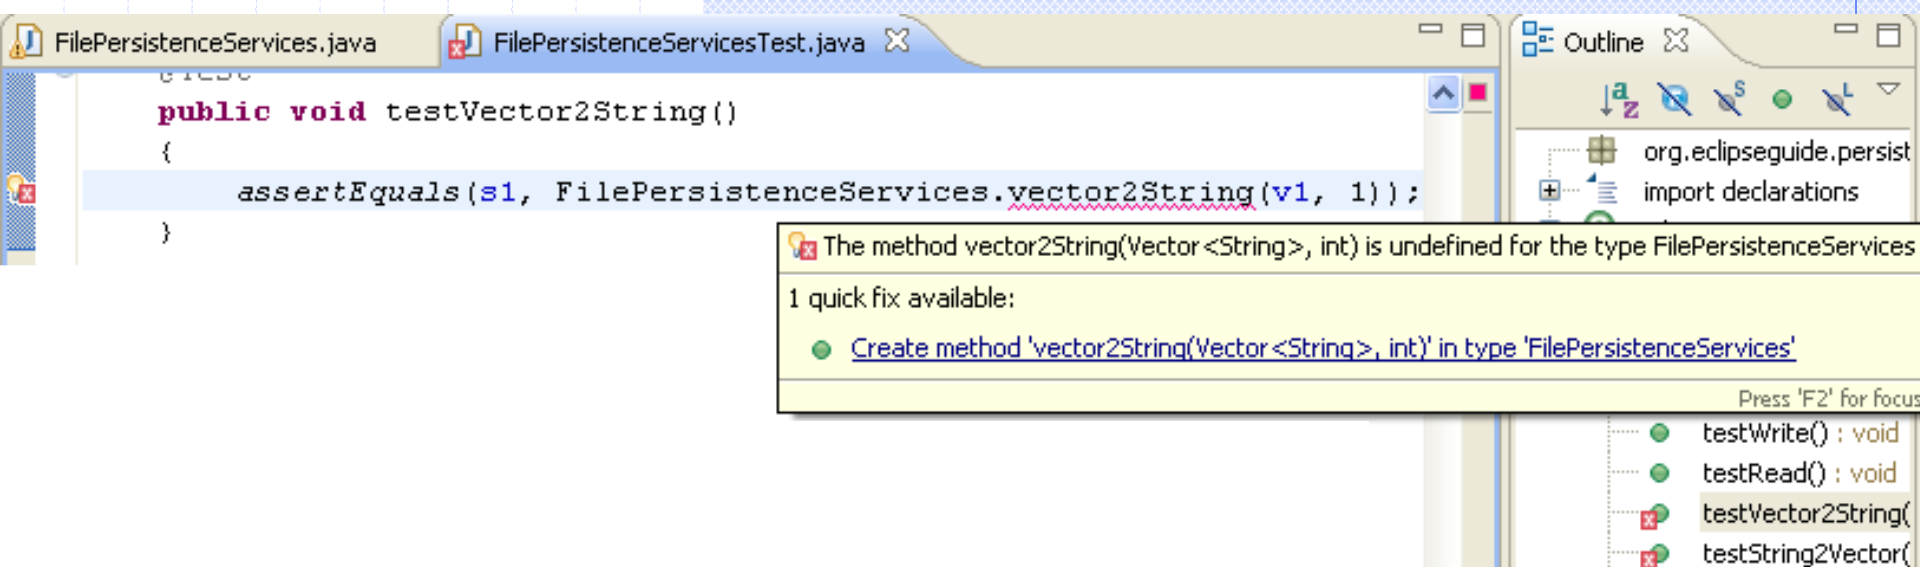 FilePersistenceServices.java
FilePersistenceServicesTest.java
Outline
@Test
public void testVector2String()
{
assertEquals(s1, FilePersistenceServices.vector2String(v1, 1));
}
The method vector2String(Vector<String>, int) is undefined for the type FilePersistenceServices
1 quick fix available:
Create method 'vector2String(Vector<String>, int)' in type 'FilePersistenceServices'
Press 'F2' for focus
org.eclipseguide.persist
import declarations
testWrite() : void
testRead() : void
testVector2String(
testString2Vector(